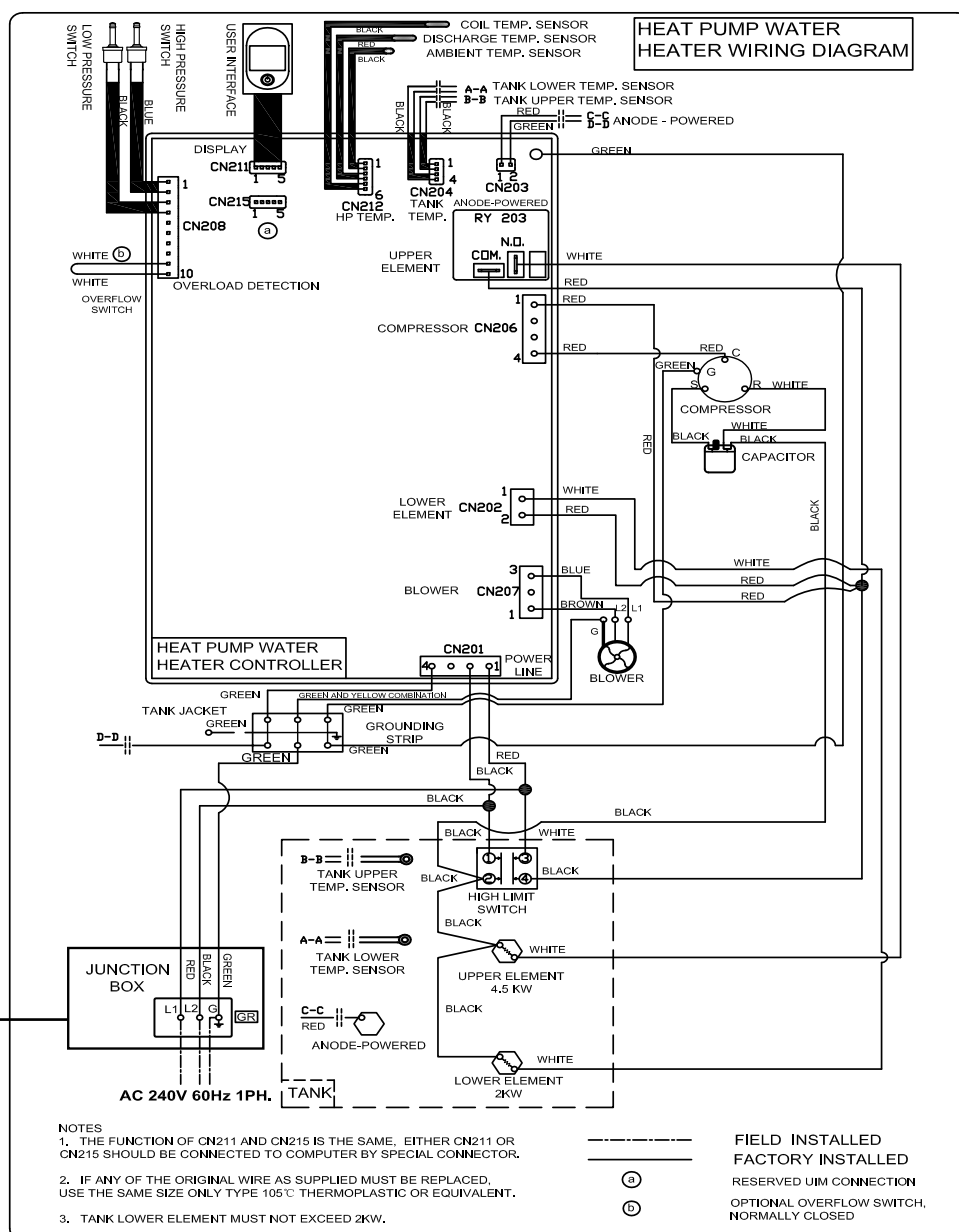 HEAT PUMP WATER
HEATER WIRING DIAGRAM
LOW PRESSURE
SWITCH
HIGH PRESSURE
SWITCH
USER INTERFACE
BLACK
BLUE
COIL TEMP. SENSOR
BLACK
DISCHARGE TEMP. SENSOR
RED
AMBIENT TEMP. SENSOR
BLACK
A-A TANK LOWER TEMP. SENSOR
B-B TANK UPPER TEMP. SENSOR
BLACK
BLACK
RED
GREEN
C-C
D-D ANODE - POWERED
GREEN
DISPLAY
CN211
1 5
CN215
1 5
a
1
6
CN212
HP TEMP.
1
4
CN204
TANK
TEMP.
1 2
CN203
ANODE-POWERED
RY 203
N.O.
COM.
UPPER
ELEMENT
WHITE
RED
1
CN208
10
OVERLOAD DETECTION
WHITE
b
WHITE
OVERFLOW
SWITCH
COMPRESSOR CN206
1
4
RED
RED
RED
C
GREEN
G
S
R
WHITE
COMPRESSOR
WHITE
BLACK
BLACK
CAPACITOR
RED
BLACK
LOWER
ELEMENT
CN202
1
2
WHITE
RED
WHITE
RED
RED
BLOWER
CN207
3
1
BLUE
BROWN
L2 L1
G
BLOWER
HEAT PUMP WATER
HEATER CONTROLLER
CN201
4 1
POWER
LINE
GREEN
GREEN AND YELLOW COMBINATION
GREEN
TANK JACKET
GREEN
GROUNDING
STRIP
D-D
GREEN
GREEN
RED
BLACK
BLACK
BLACK
BLACK
WHITE
1 3
2 4
BLACK
BLACK
HIGH LIMIT
SWITCH
B-B
TANK UPPER
TEMP. SENSOR
BLACK
A-A
TANK LOWER
TEMP. SENSOR
WHITE
UPPER ELEMENT
4.5 KW
C-C
RED
ANODE-POWERED
BLACK
WHITE
LOWER ELEMENT
2KW
TANK
JUNCTION
BOX
RED
BLACK
GREEN
L1 L2 G
GR
AC 240V 60Hz 1PH.
NOTES
1. THE FUNCTION OF CN211 AND CN215 IS THE SAME, EITHER CN211 OR
CN215 SHOULD BE CONNECTED TO COMPUTER BY SPECIAL CONNECTOR.
2. IF ANY OF THE ORIGINAL WIRE AS SUPPLIED MUST BE REPLACED,
USE THE SAME SIZE ONLY TYPE 105℃ THERMOPLASTIC OR EQUIVALENT.
3. TANK LOWER ELEMENT MUST NOT EXCEED 2KW.
FIELD INSTALLED
FACTORY INSTALLED
a RESERVED UIM CONNECTION
b OPTIONAL OVERFLOW SWITCH,
NORMALLY CLOSED